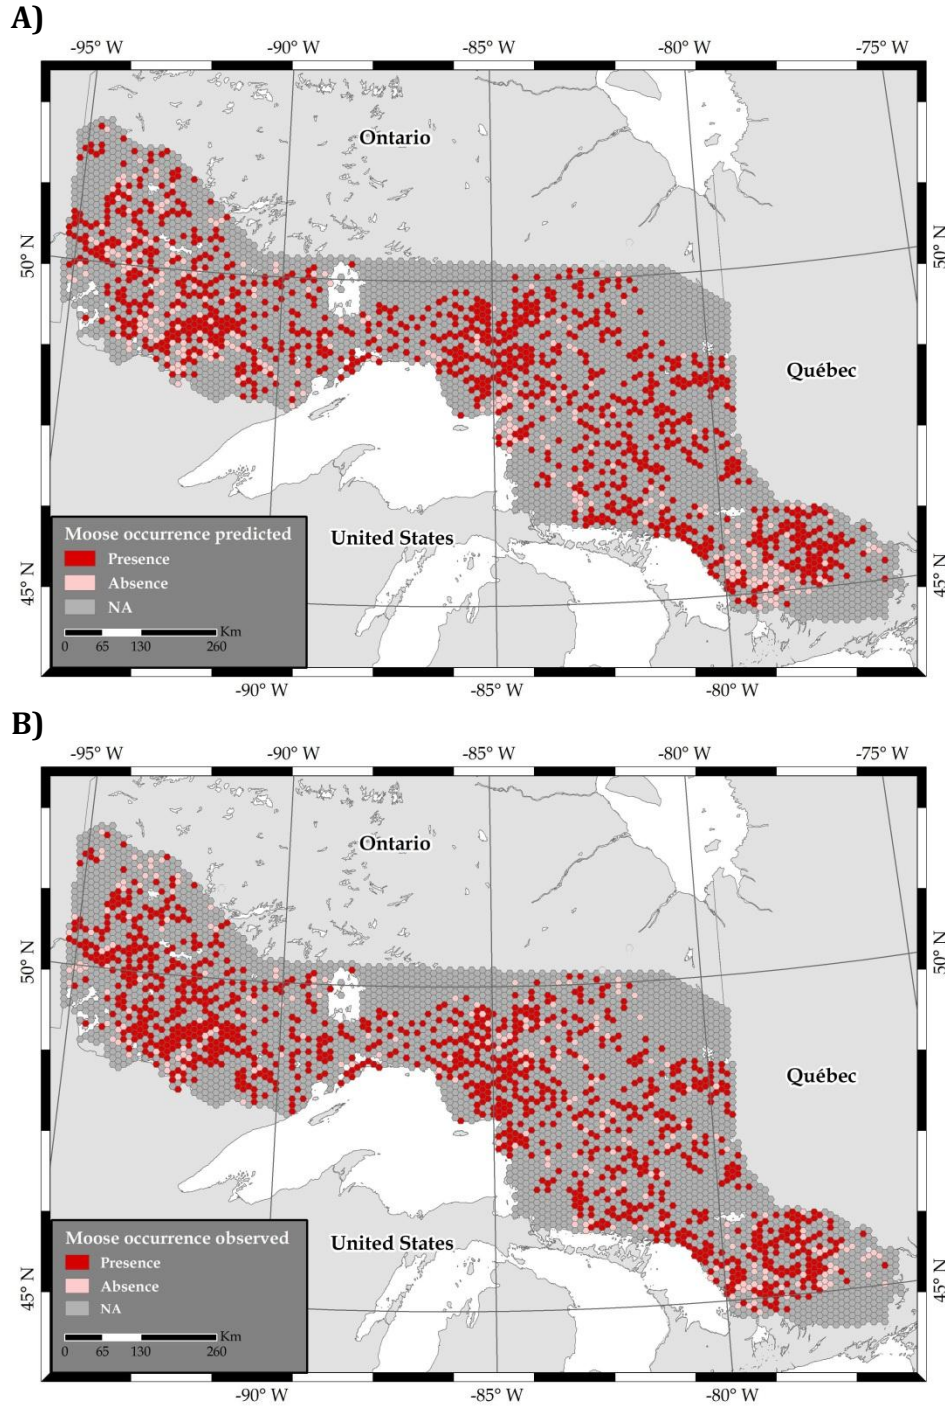 A)
-95° W -90° W -85° W -80° W -75° W
Ontario
50° N 50° N
Québec
United States
Moose occurrence predicted
Presence
Absence
NA
Km
0 65 130 260
45° N 45° N
-90° W -85° W -80° W
B)
-95° W -90° W -85° W -80° W -75° W
Ontario
50° N 50° N
Québec
United States
Moose occurrence observed
Presence
Absence
NA
Km
0 65 130 260
45° N 45° N
-90° W -85° W -80° W